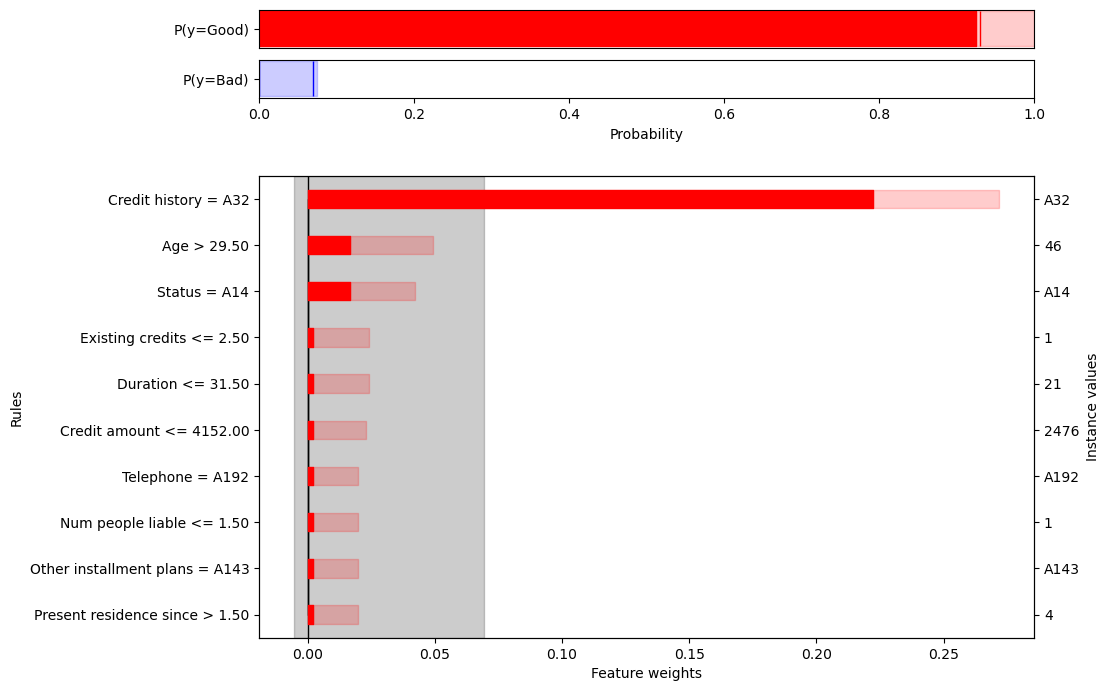 P(y=Good)
P(y=Bad)
0.0 0.2 0.4 0.6 0.8 1.0
Probability
Credit history = A32 A32
Age > 29.50 46
Status = A14 A14
Existing credits <= 2.50 1
Duration <= 31.50 21
Credit amount <= 4152.00 2476
Telephone = A192 A192
Num people liable <= 1.50 1
Other installment plans = A143 A143
Present residence since > 1.50 4
Rules
Instance values
0.00 0.05 0.10 0.15 0.20 0.25
Feature weights